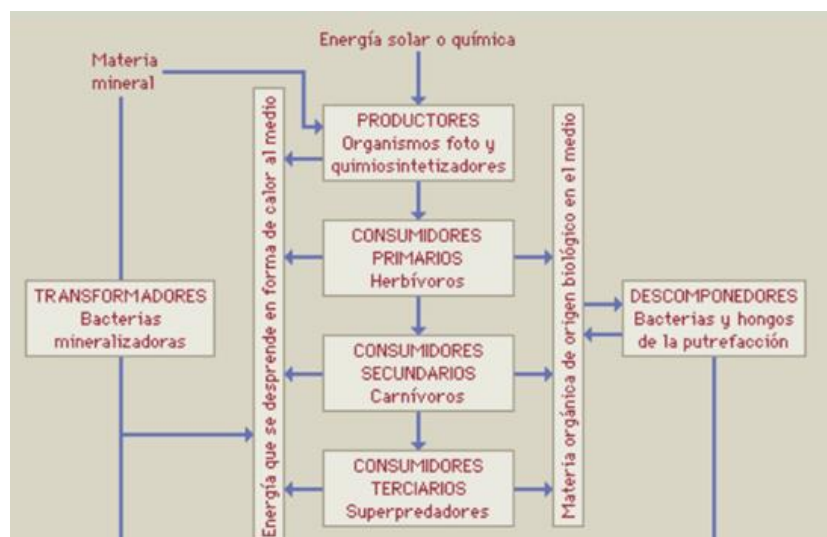 Energía solar o química
Materia
mineral
PRODUCTORES
Organismos foto y
quimiosintetizadores
CONSUMIDORES
PRIMARIOS
Herbívoros
TRANSFORMADORES
Bacterias
mineralizadoras
DESCOMPONEDORES
Bacterias y hongos
de la putrefacción
CONSUMIDORES
SECUNDARIOS
Carnívoros
CONSUMIDORES
TERCIARIOS
Superpredadores
Energía que se desprende en forma de calor al medio
Materia orgánica de origen biológico en el medio